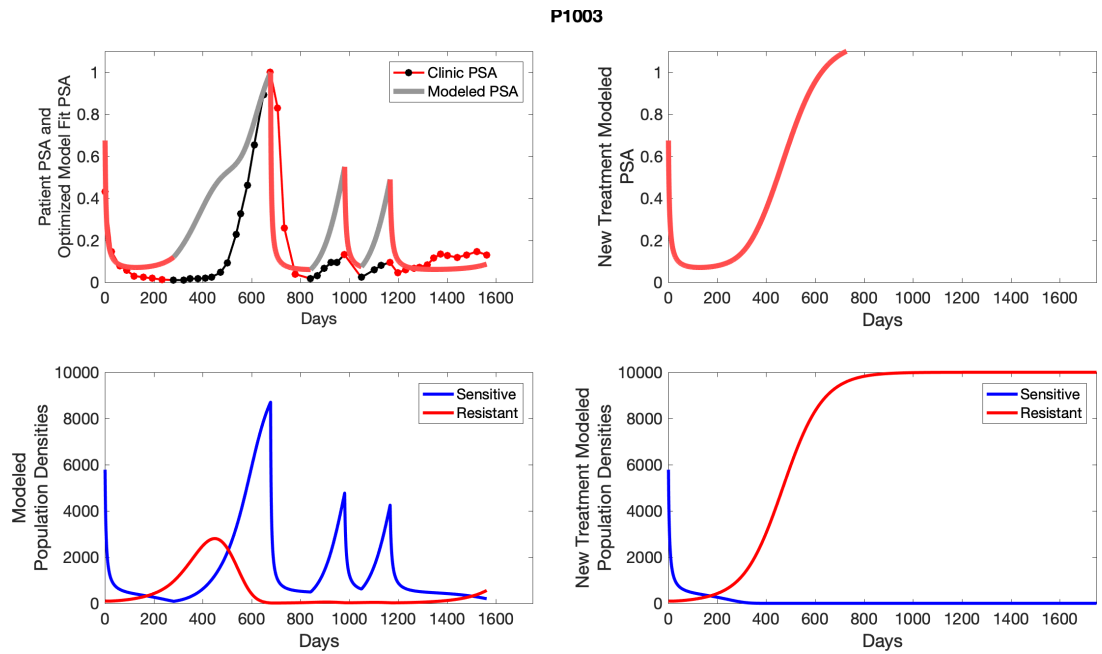 P1003
Patient PSA and
Optimized Model Fit PSA
1
0.8
0.6
0.4
0.2
0
Clinic PSA
Modeled PSA
0 200 400 600 800 1000 1200 1400 1600
Days
New Treatment Modeled
PSA
1
0.8
0.6
0.4
0.2
0
0 200 400 600 800 1000 1200 1400 1600
Days
Modeled
Population Densities
10000
8000
6000
4000
2000
0
Sensitive
Resistant
0 200 400 600 800 1000 1200 1400 1600
Days
New Treatment Modeled
Population Densities
10000
8000
6000
4000
2000
0
Sensitive
Resistant
0 200 400 600 800 1000 1200 1400 1600
Days